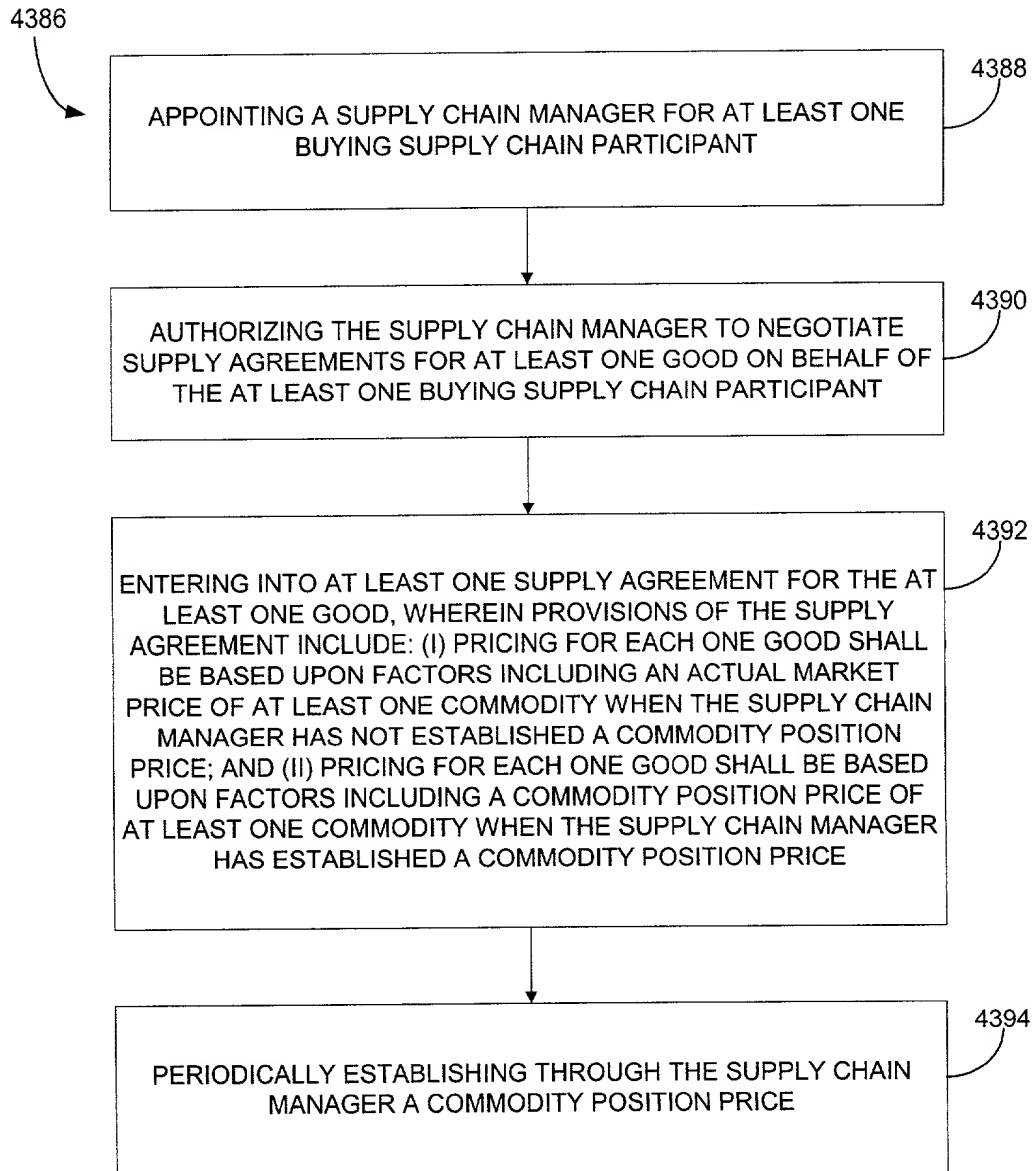 4386
4388
APPOINTING A SUPPLY CHAIN MANAGER FOR AT LEAST ONE
BUYING SUPPLY CHAIN PARTICIPANT
4390
AUTHORIZING THE SUPPLY CHAIN MANAGER TO NEGOTIATE
SUPPLY AGREEMENTS FOR AT LEAST ONE GOOD ON BEHALF OF
THE AT LEAST ONE BUYING SUPPLY CHAIN PARTICIPANT
4392
ENTERING INTO AT LEAST ONE SUPPLY AGREEMENT FOR THE AT
LEAST ONE GOOD, WHEREIN PROVISIONS OF THE SUPPLY
AGREEMENT INCLUDE: (I) PRICING FOR EACH ONE GOOD SHALL
BE BASED UPON FACTORS INCLUDING AN ACTUAL MARKET
PRICE OF AT LEAST ONE COMMODITY WHEN THE SUPPLY CHAIN
MANAGER HAS NOT ESTABLISHED A COMMODITY POSITION
PRICE; AND (II) PRICING FOR EACH ONE GOOD SHALL BE BASED
UPON FACTORS INCLUDING A COMMODITY POSITION PRICE OF
AT LEAST ONE COMMODITY WHEN THE SUPPLY CHAIN MANAGER
HAS ESTABLISHED A COMMODITY POSITION PRICE
4394
PERIODICALLY ESTABLISHING THROUGH THE SUPPLY CHAIN
MANAGER A COMMODITY POSITION PRICE